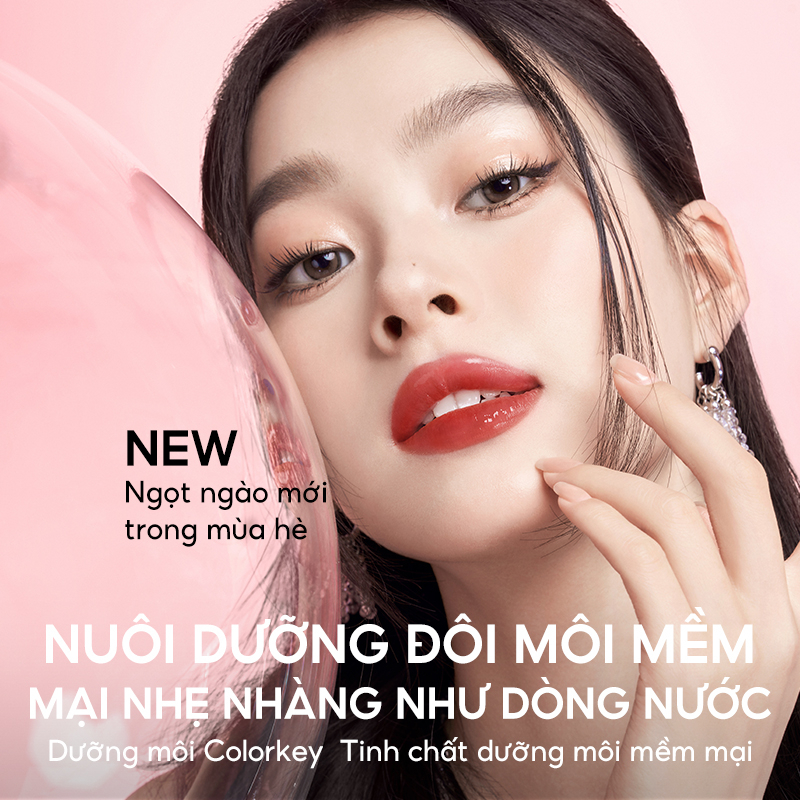 NEW
Ngọt ngào mới
trong mùa hè
NUÔI DƯỠNG ĐÔI MÔI MỀM
MẠI NHẸ NHÀNG NHƯ DÒNG NƯỚC
Dưỡng môi Colorkey Tinh chất dưỡng môi mềm mại